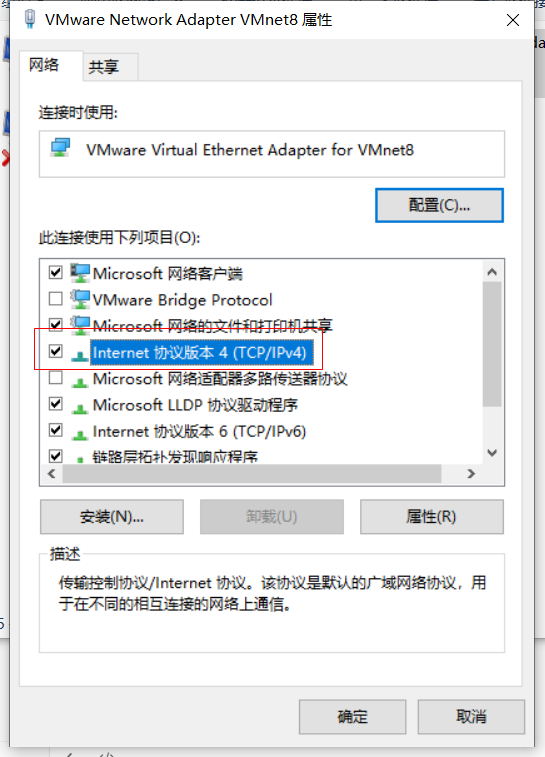 VMware Network Adapter VMnet8 属性
网络
共享
连接时使用:
VMware Virtual Ethernet Adapter for VMnet8
配置(C)...
此连接使用下列项目(O):
Microsoft 网络客户端
VMware Bridge Protocol
Microsoft 网络的文件和打印机共享
Internet 协议版本 4 (TCP/IPv4)
Microsoft 网络适配器多路传送器协议
Microsoft LLDP 协议驱动程序
Internet 协议版本 6 (TCP/IPv6)
链路层拓扑发现响应程序
安装(N)...
卸载(U)
属性(R)
描述
传输控制协议/Internet 协议。该协议是默认的广域网络协议，用
于在不同的相互连接的网络上通信。
确定
取消